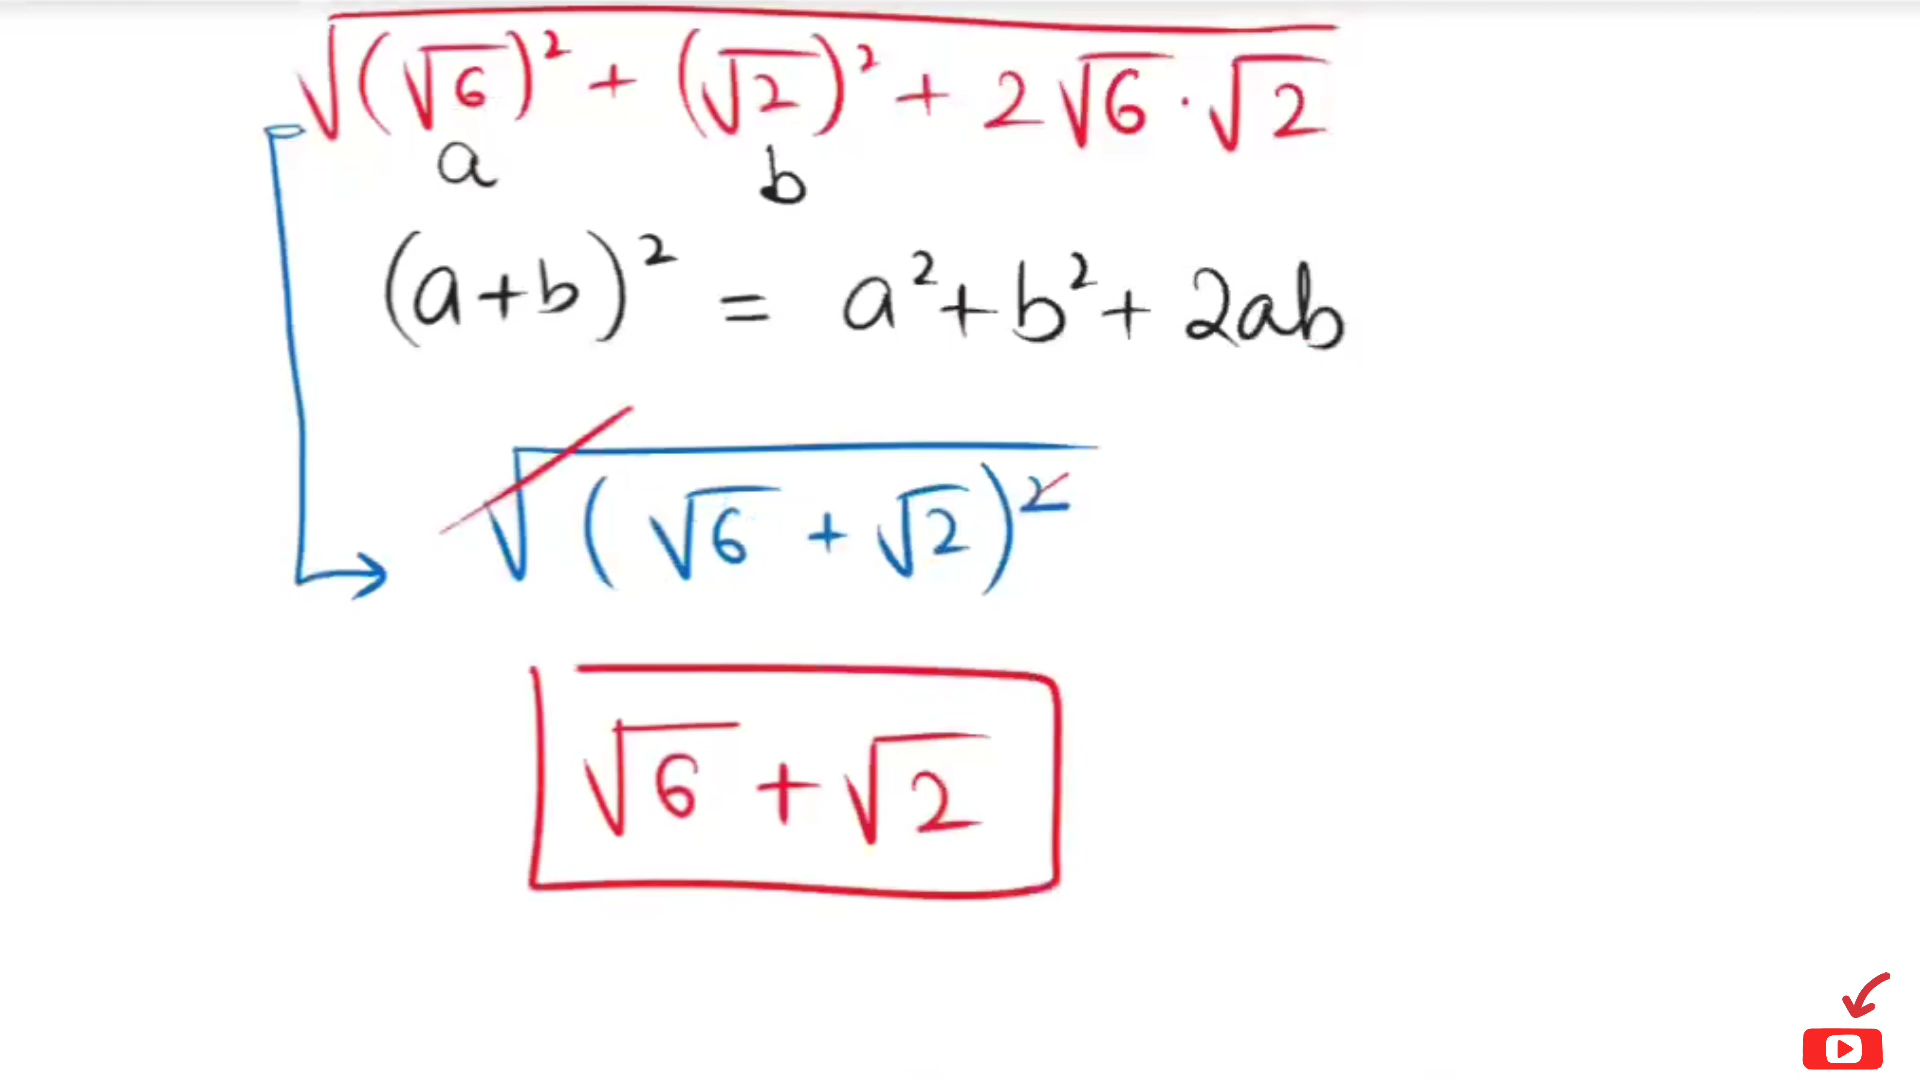 √((√6)² + (√2)² + 2√6·√2)
a b
(a+b)² = a²+b²+2ab
√((√6 + √2)²)
√6 + √2